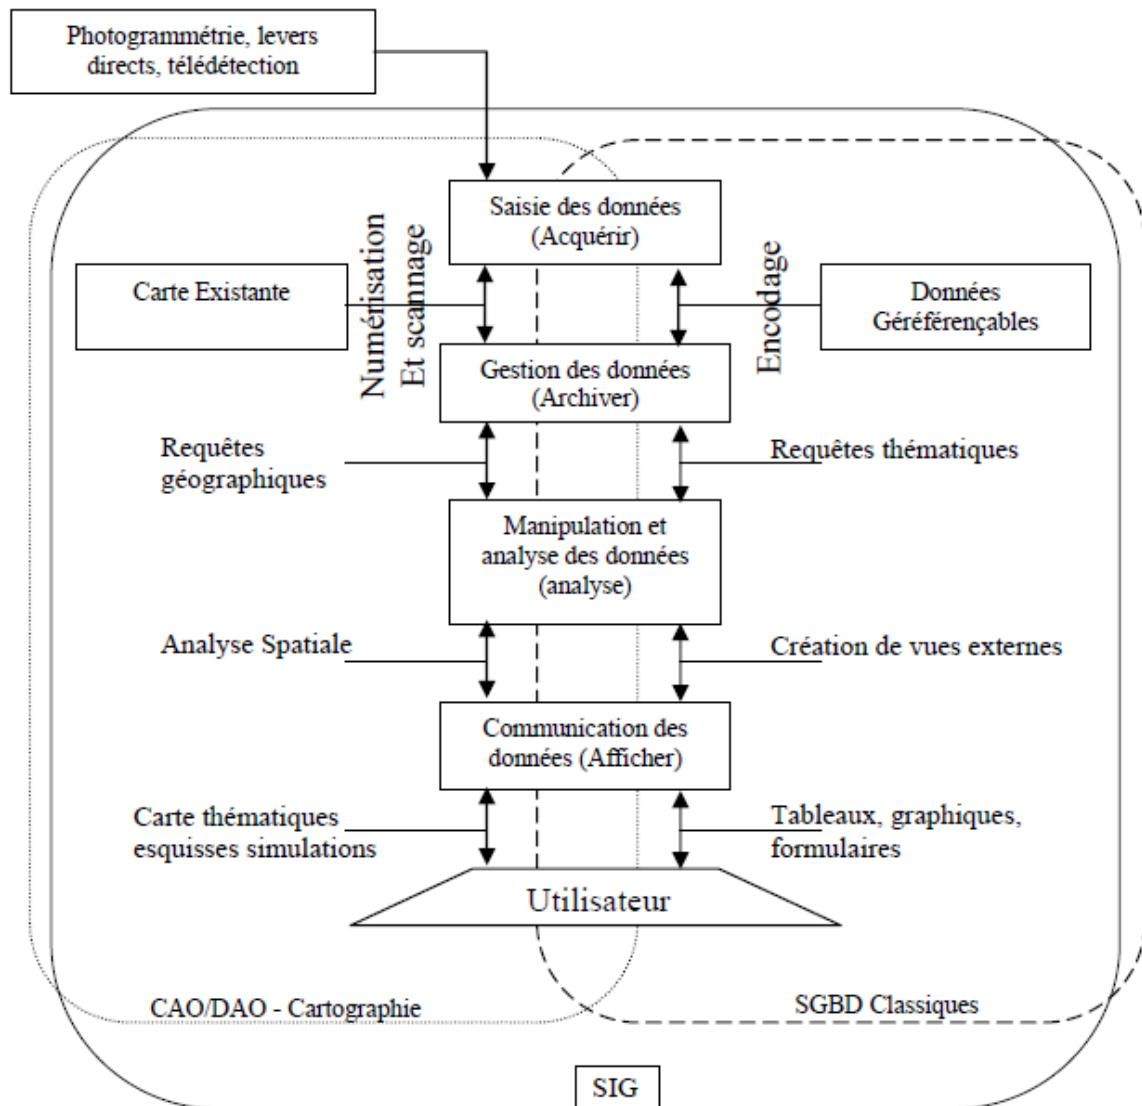 Photogrammétrie, levers
directs, télédétection
Saisie des données
(Acquérir)
Numérisation
Et scannage
Encodage
Carte Existante
Données
Géréférençables
Gestion des données
(Archiver)
Requêtes
géographiques
Requêtes thématiques
Manipulation et
analyse des données
(analyse)
Analyse Spatiale
Création de vues externes
Communication des
données (Afficher)
Carte thématiques
esquisses simulations
Tableaux, graphiques,
formulaires
Utilisateur
CAO/DAO - Cartographie
SGBD Classiques
SIG